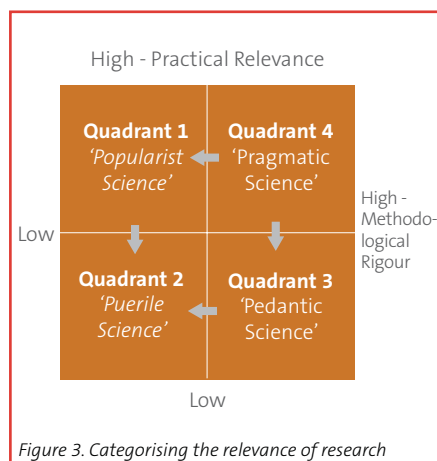 High - Practical Relevance
Quadrant 1
‘Popularist
Science’
Quadrant 4
‘Pragmatic
Science’
High -
Methodo-
logical
Rigour
Low
Quadrant 2
‘Puerile
Science’
Quadrant 3
‘Pedantic
Science’
Low
Figure 3. Categorising the relevance of research